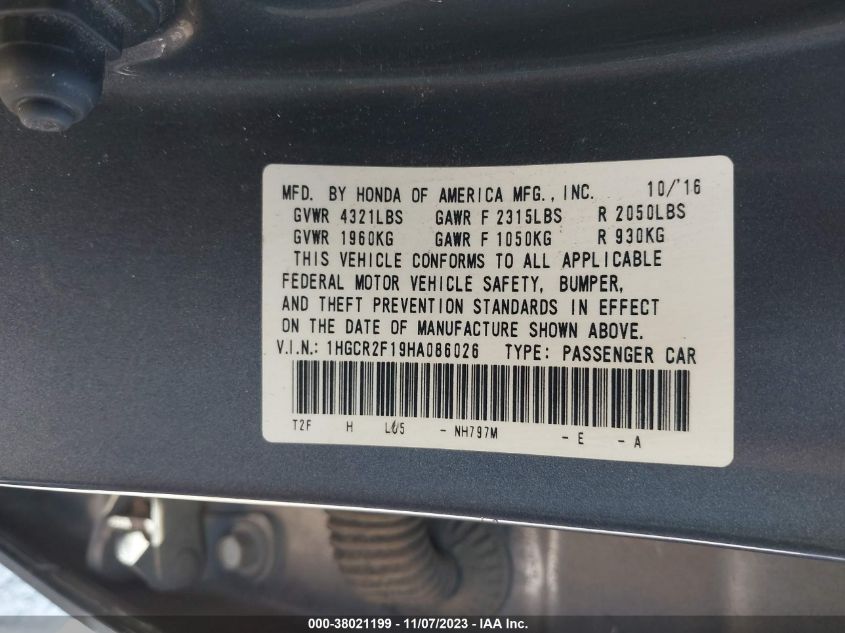 MFD. BY HONDA OF AMERICA MFG., INC. 10/'16
GVWR 4321LBS GAWR F 2315LBS R 2050LBS
GVWR 1960KG GAWR F 1050KG R 930KG
THIS VEHICLE CONFORMS TO ALL APPLICABLE
FEDERAL MOTOR VEHICLE SAFETY, BUMPER,
AND THEFT PREVENTION STANDARDS IN EFFECT
ON THE DATE OF MANUFACTURE SHOWN ABOVE.
V.I.N.: 1HGCR2F19HA086026 TYPE: PASSENGER CAR
T2F H - NH797M - E - A
000-38021199 - 11/07/2023 - IAA Inc.